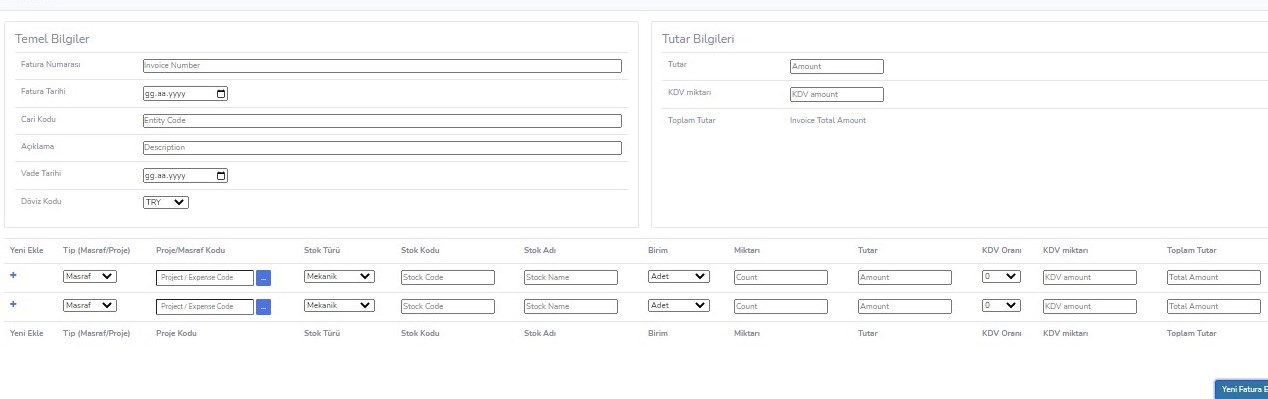 Temel Bilgiler
Fatura Numarası Invoice Number
Fatura Tarihi gg.aa.yyyy
Cari Kodu Entity Code
Açıklama Description
Vade Tarihi gg.aa.yyyy
Döviz Kodu TRY
Tutar Bilgileri
Tutar Amount
KDV miktarı KDV amount
Toplam Tutar Invoice Total Amount
Yeni Ekle Tip (Masraf/Proje) Proje/Masraf Kodu Stok Türü Stok Kodu Stok Adı Birim Miktarı Tutar KDV Oranı KDV miktarı Toplam Tutar
+ Masraf Project / Expense Code ... Mekanik Stock Code Stock Name Adet Count Amount 0 KDV amount Total Amount
+ Masraf Project / Expense Code ... Mekanik Stock Code Stock Name Adet Count Amount 0 KDV amount Total Amount
Yeni Ekle Tip (Masraf/Proje) Proje Kodu Stok Türü Stok Kodu Stok Adı Birim Miktarı Tutar KDV Oranı KDV miktarı Toplam Tutar
Yeni Fatura